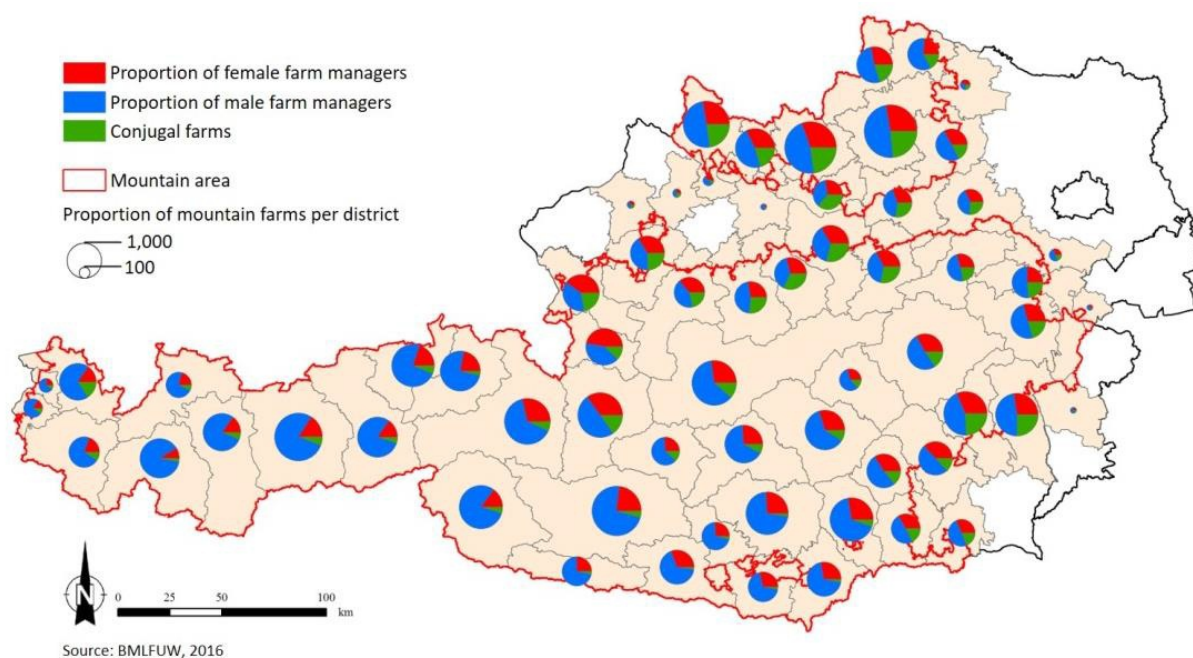 Proportion of female farm managers
Proportion of male farm managers
Conjugal farms
Mountain area
Proportion of mountain farms per district
1,000
100
N
0 25 50 100
km
Source: BMLFUW, 2016